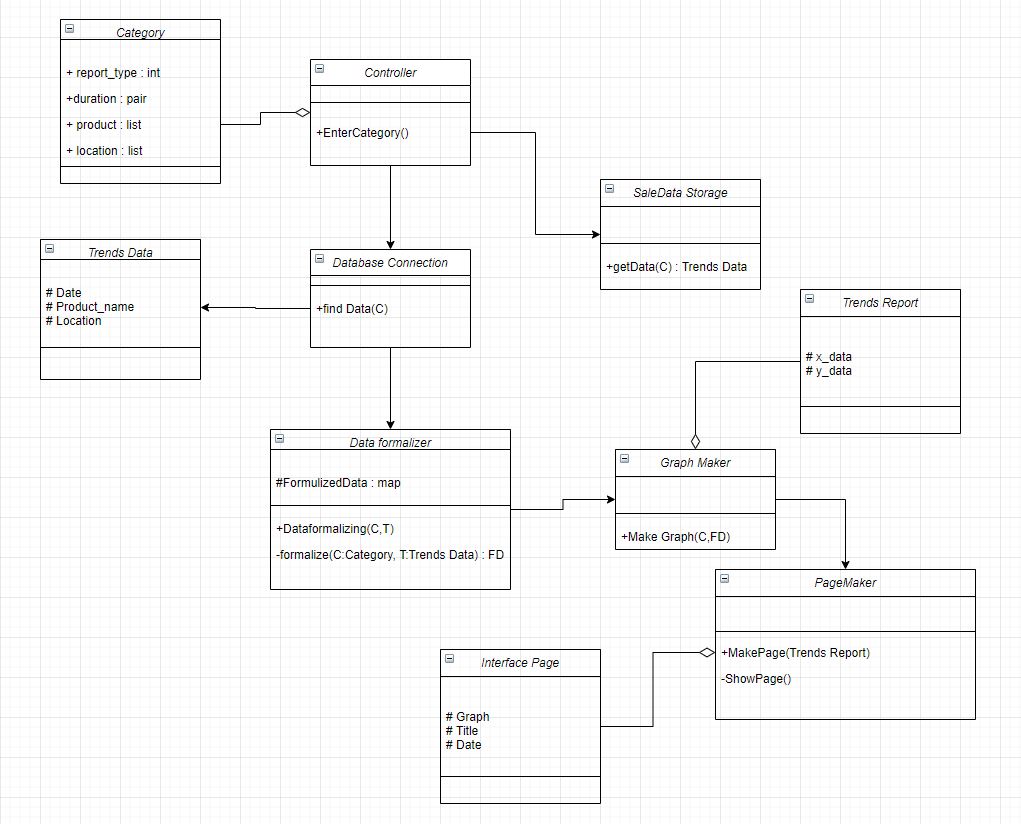 Category
+ report_type : int
+duration : pair
+ product : list
+ location : list
Controller
+EnterCategory()
SaleData Storage
+getData(C) : Trends Data
Trends Data
# Date
# Product_name
# Location
Database Connection
+find Data(C)
Trends Report
# x_data
# y_data
Data formalizer
#FormulizedData : map
+Dataformalizing(C,T)
-formalize(C:Category, T:Trends Data) : FD
Graph Maker
+Make Graph(C,FD)
PageMaker
+MakePage(Trends Report)
-ShowPage()
Interface Page
# Graph
# Title
# Date